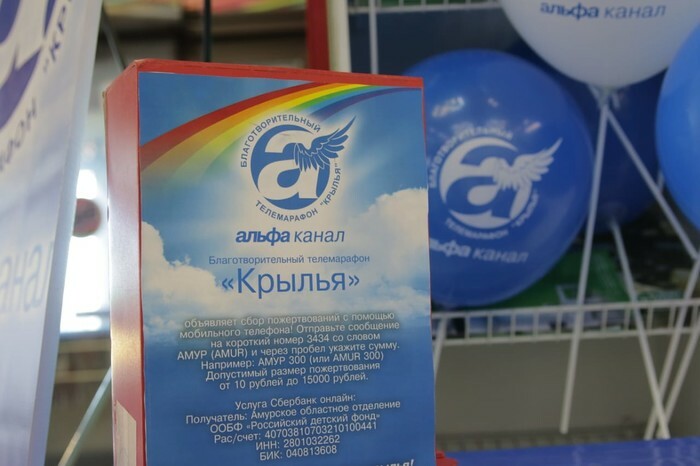 БЛАГОТВОРИТЕЛЬНЫЙ
ТЕЛЕМАРАФОН "КРЫЛЬЯ"
а
альфа канал
Благотворительный телемарафон
«Крылья»
объявляет сбор пожертвований с помощью
мобильного телефона! Отправьте сообщение
на короткий номер 3434 со словом
АМУР (AMUR) и через пробел укажите сумму.
Например: АМУР 300 (или AMUR 300)
Допустимый размер пожертвования
от 10 рублей до 15000 рублей.
Услуга Сбербанк онлайн:
Получатель: Амурское областное отделение
ООБФ «Российский детский фонд»
Рас/счет: 40703810703210100441
ИНН: 2801032262
БИК: 040813608
альфа канал
БЛАГОТВОРИТЕЛЬНЫЙ
ТЕЛЕМАРАФОН "КРЫЛЬЯ"
а
альфа канал
"КРЫЛ